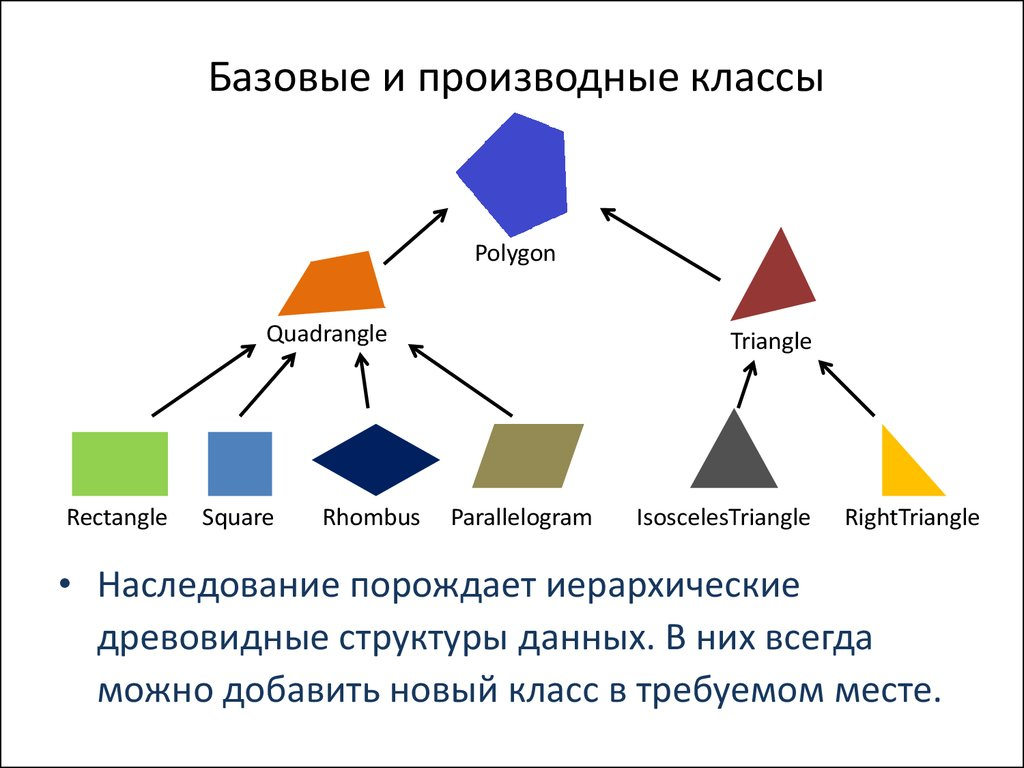 Базовые и производные классы
Polygon
Quadrangle
Triangle
Rectangle Square Rhombus Parallelogram IsoscelesTriangle RightTriangle
• Наследование порождает иерархические
древовидные структуры данных. В них всегда
можно добавить новый класс в требуемом месте.